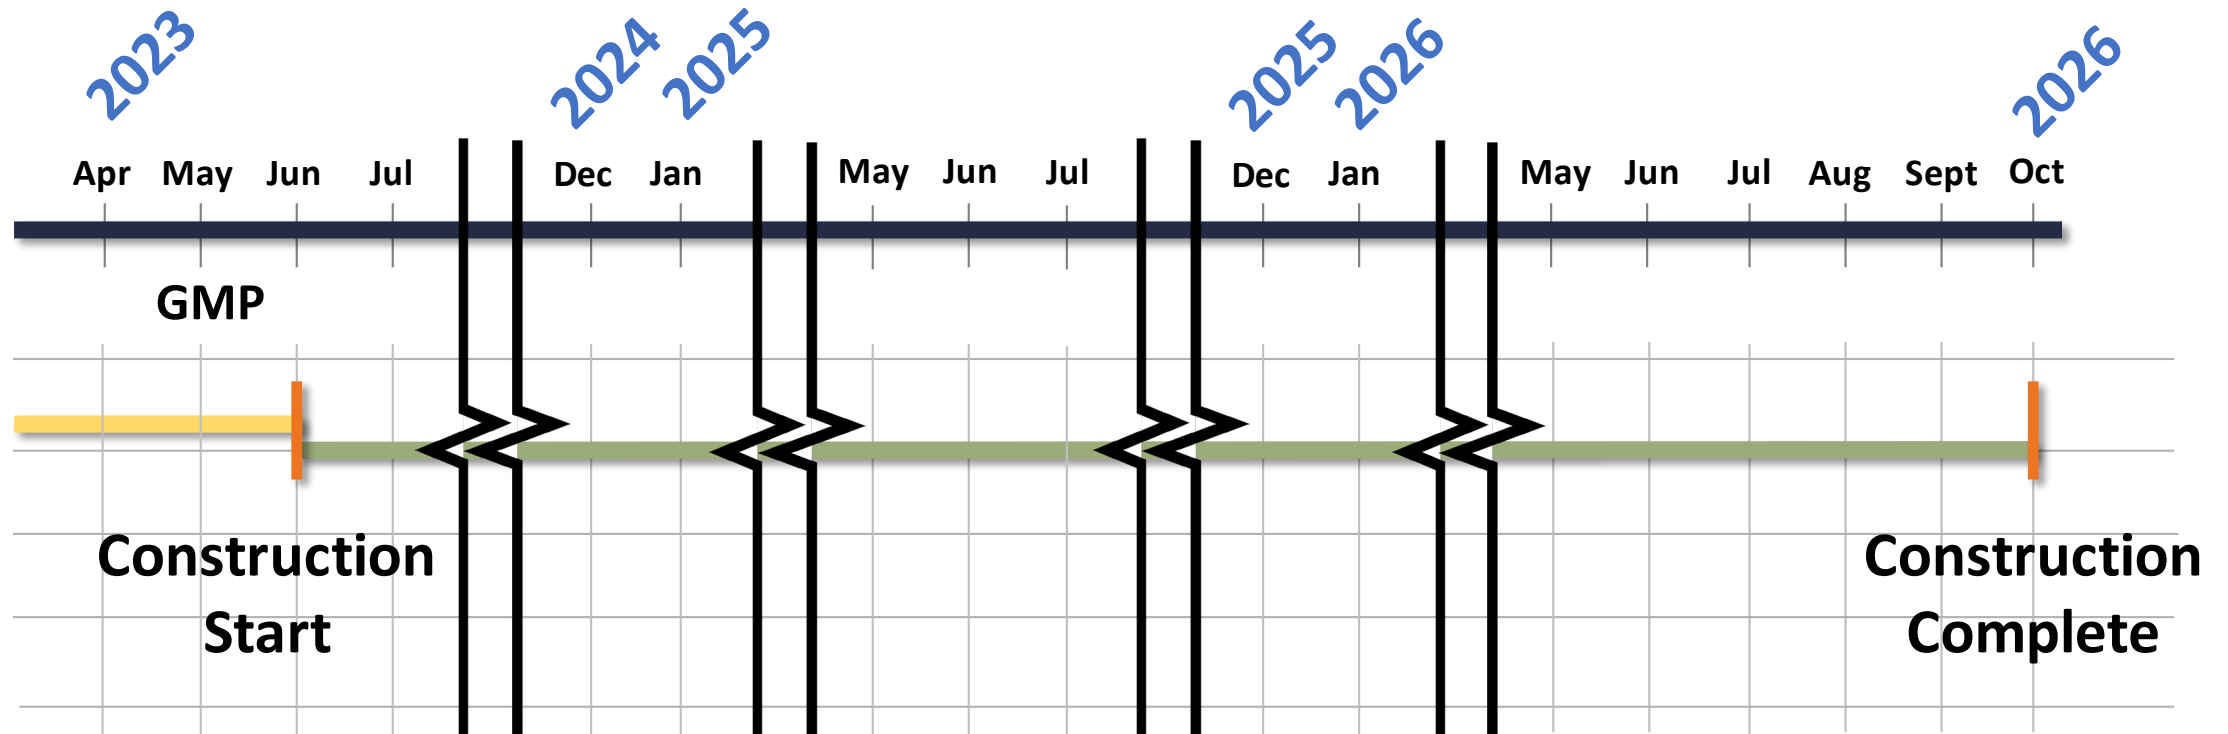 2023 2024 2025 2025 2026 2026
Apr May Jun Jul Dec Jan May Jun Jul Dec Jan May Jun Jul Aug Sept Oct
GMP
Construction Start
Construction Complete